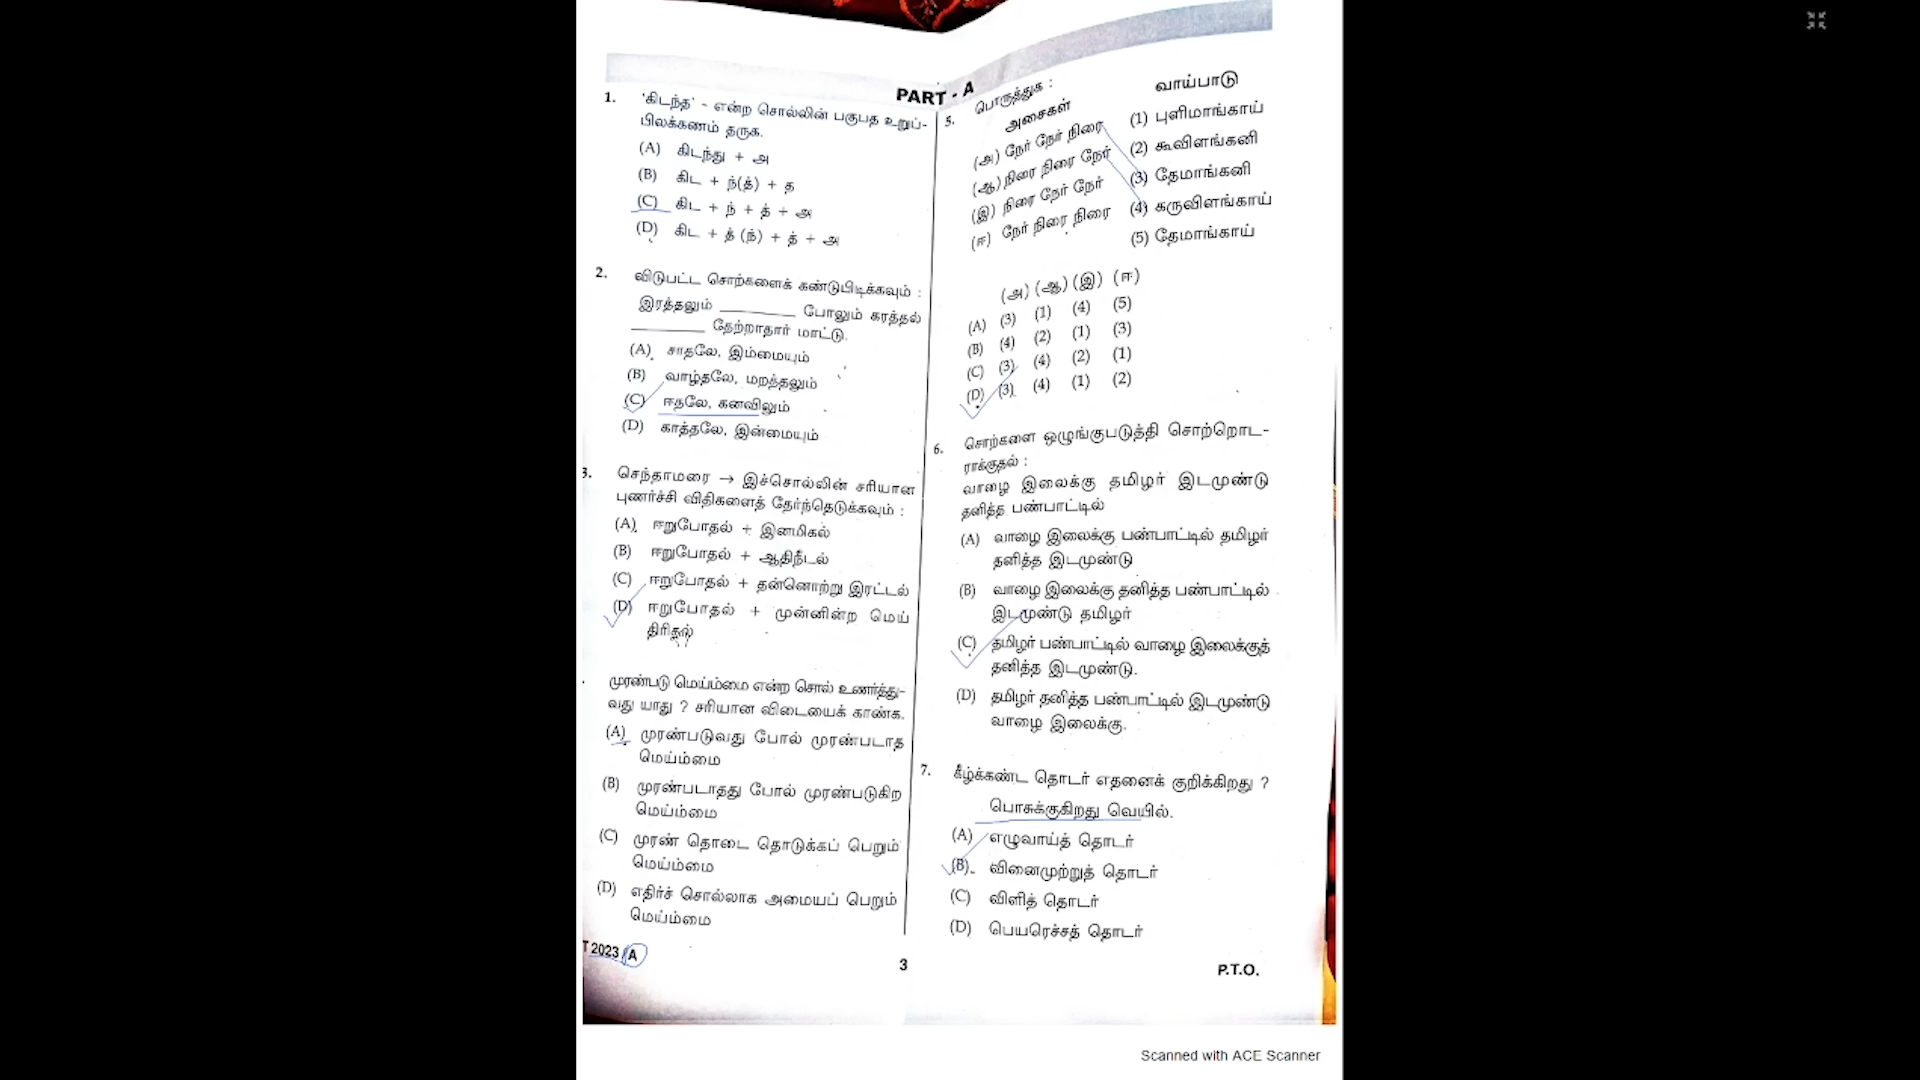 PART - A
1. 'கிடந்த' - என்ற சொல்லின் பகுபத உறுப்-
பிலக்கணம் தருக.
(A) கிடந்து + அ
(B) கிட + ந்(த்) + த
(C) கிட + ந் + த் + அ
(D) கிட + த் (ந்) + த் + அ
2. விடுபட்ட சொற்களைக் கண்டுபிடிக்கவும் :
இரத்தலும் __________ போலும் கரத்தல்
__________ தேற்றாதார் மாட்டு.
(A) சாதலே, இம்மையும்
(B) வாழ்தலே, மறத்தலும்
(C) ஈதலே, கனவிலும்
(D) காத்தலே, இன்மையும்
3. செந்தாமரை → இச்சொல்லின் சரியான
புணர்ச்சி விதிகளைத் தேர்ந்தெடுக்கவும் :
(A) ஈறுபோதல் + இனமிகல்
(B) ஈறுபோதல் + ஆதிநீடல்
(C) ஈறுபோதல் + தன்னொற்று இரட்டல்
(D) ஈறுபோதல் + முன்னின்ற மெய்
திரிதல்
முரண்படு மெய்ம்மை என்ற சொல் உணர்த்து-
வது யாது ? சரியான விடையைக் காண்க.
(A) முரண்படுவது போல் முரண்படாத
மெய்ம்மை
(B) முரண்படாதது போல் முரண்படுகிற
மெய்ம்மை
(C) முரண் தொடை தொடுக்கப் பெறும்
மெய்ம்மை
(D) எதிர்ச் சொல்லாக அமையப் பெறும்
மெய்ம்மை
5. பொருத்துக :
அசைகள் வாய்பாடு
(அ) நேர் நேர் நிரை (1) புளிமாங்காய்
(ஆ) நிரை நிரை நேர் (2) கூவிளங்கனி
(இ) நிரை நேர் நேர் (3) தேமாங்கனி
(ஈ) நேர் நிரை நிரை (4) கருவிளங்காய்
(5) தேமாங்காய்
(அ) (ஆ) (இ) (ஈ)
(A) (3) (1) (4) (5)
(B) (4) (2) (1) (3)
(C) (3) (4) (2) (1)
(D) (3) (4) (1) (2)
6. சொற்களை ஒழுங்குபடுத்தி சொற்றொட-
ராக்குதல் :
வாழை இலைக்கு தமிழர் இடமுண்டு
தனித்த பண்பாட்டில்
(A) வாழை இலைக்கு பண்பாட்டில் தமிழர்
தனித்த இடமுண்டு
(B) வாழை இலைக்கு தனித்த பண்பாட்டில்
இடமுண்டு தமிழர்
(C) தமிழர் பண்பாட்டில் வாழை இலைக்குத்
தனித்த இடமுண்டு.
(D) தமிழர் தனித்த பண்பாட்டில் இடமுண்டு
வாழை இலைக்கு.
7. கீழ்க்கண்ட தொடர் எதனைக் குறிக்கிறது ?
பொசுக்குகிறது வெயில்.
(A) எழுவாய்த் தொடர்
(B) வினைமுற்றுத் தொடர்
(C) விளித் தொடர்
(D) பெயரெச்சத் தொடர்
T 2023 A
3
P.T.O.
Scanned with ACE Scanner